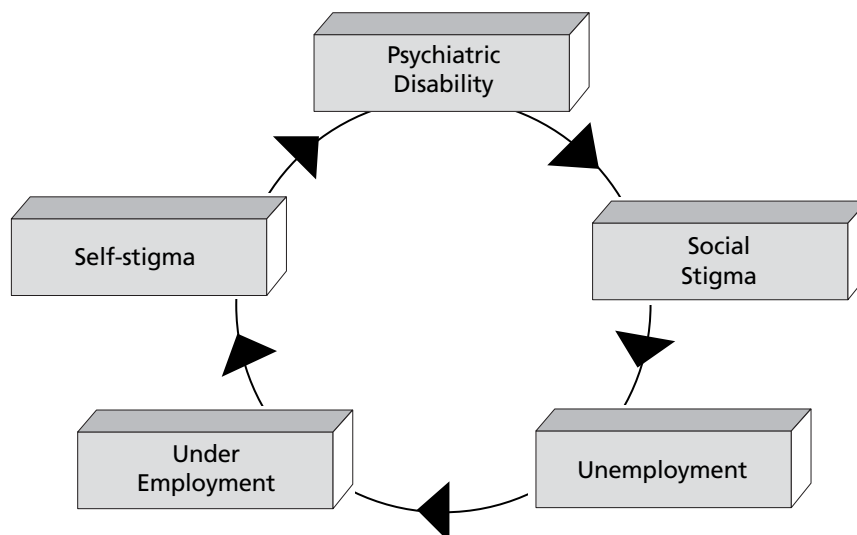 Psychiatric
Disability
Social
Stigma
Unemployment
Under
Employment
Self-stigma